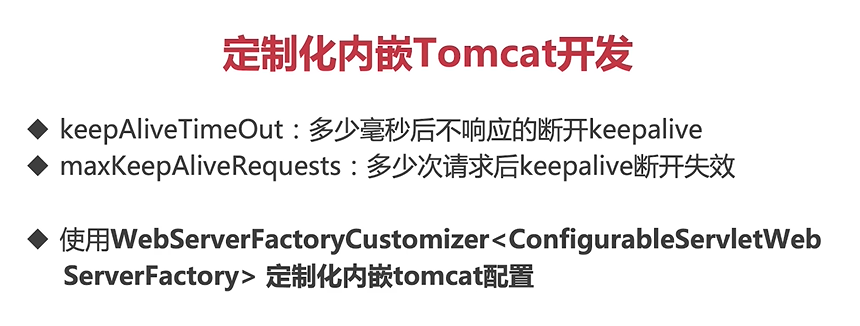 定制化内嵌Tomcat开发
◆ keepAliveTimeOut：多少毫秒后不响应的断开keepalive
◆ maxKeepAliveRequests：多少次请求后keepalive断开失效
◆ 使用WebServerFactoryCustomizer<ConfigurableServletWeb
ServerFactory> 定制化内嵌tomcat配置